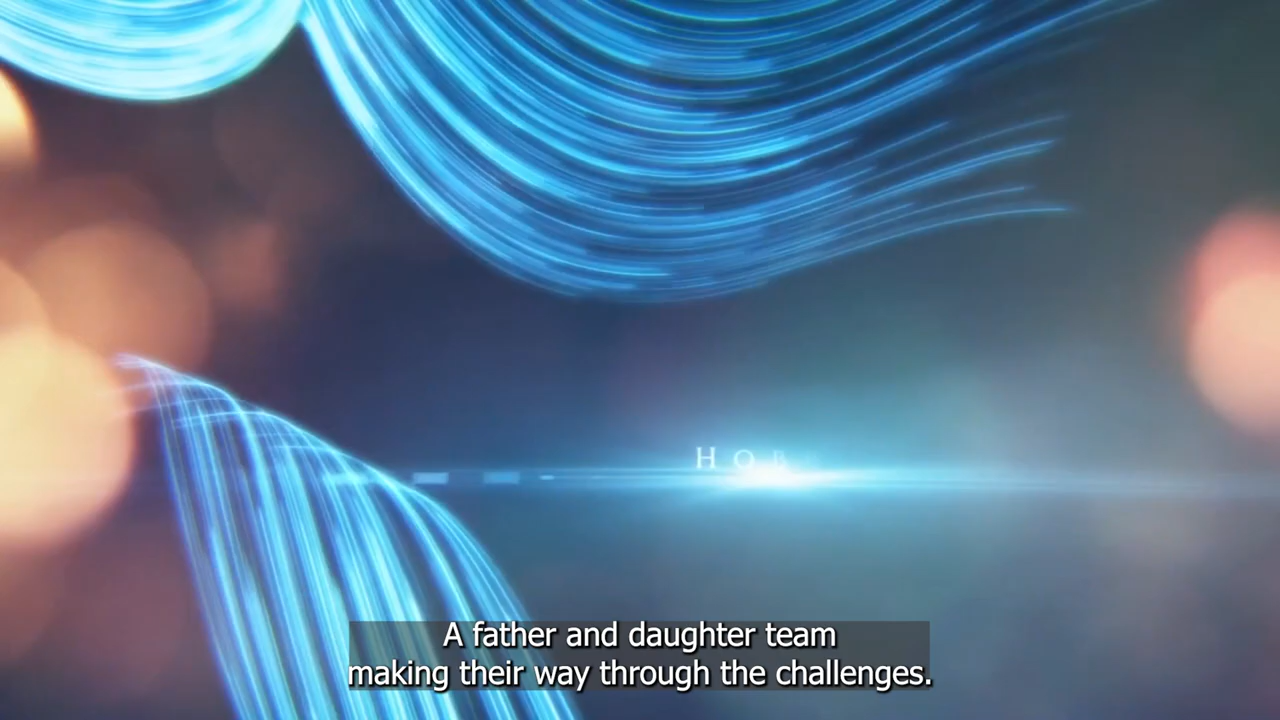 A father and daughter team
making their way through the challenges.